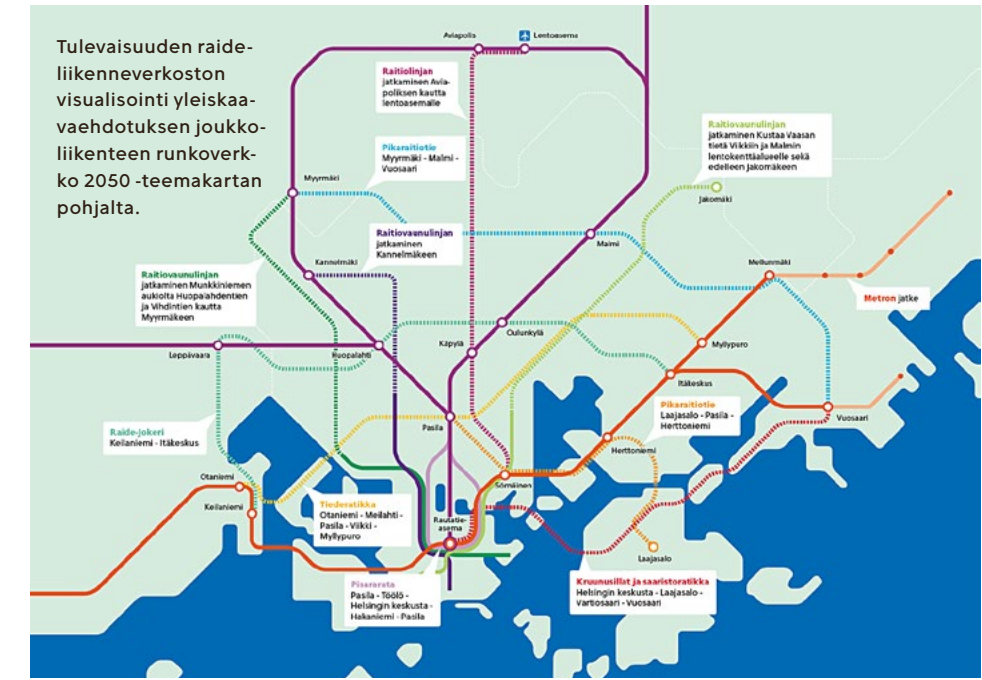 Tulevaisuuden raide-
liikenneverkoston
visualisointi yleiskaa-
vaehdotuksen joukko-
liikenteen runkoverk-
ko 2050 -teemakartan
pohjalta.
Aviapolis
Lentoasema
Raitiolinjan
jatkaminen Avia-
poliksen kautta
lentoasemalle
Raitiovaunulinjan
jatkaminen Kustaa Vaasan
tietä Viikkiin ja Malmin
lentokenttäalueelle sekä
edelleen Jakomäkeen
Pikaraitiotie
Myyrmäki - Malmi -
Vuosaari
Myyrmäki
Jakomäki
Raitiovaunulinjan
jatkaminen
Kannelmäkeen
Malmi
Kannelmäki
Mellunmäki
Raitiovaunulinjan
jatkaminen Munkkiniemen
aukiolta Huopalahdentien
ja Vihdintien kautta
Myyrmäkeen
Metron jatke
Oulunkylä
Leppävaara
Huopalahti
Käpylä
Myllypuro
Itäkeskus
Pikaraitiotie
Laajasalo - Pasila -
Herttoniemi
Vuosaari
Pasila
Raide-Jokeri
Keilaniemi - Itäkeskus
Herttoniemi
Otaniemi
Sörnäinen
Keilaniemi
Tiederatikka
Otaniemi - Meilahti -
Pasila - Viikki -
Myllypuro
Rautatie-
asema
Laajasalo
Pisararata
Pasila - Töölö -
Helsingin keskusta -
Hakaniemi - Pasila
Kruunusillat ja saaristoratikka
Helsingin keskusta - Laajasalo -
Vartiosaari - Vuosaari